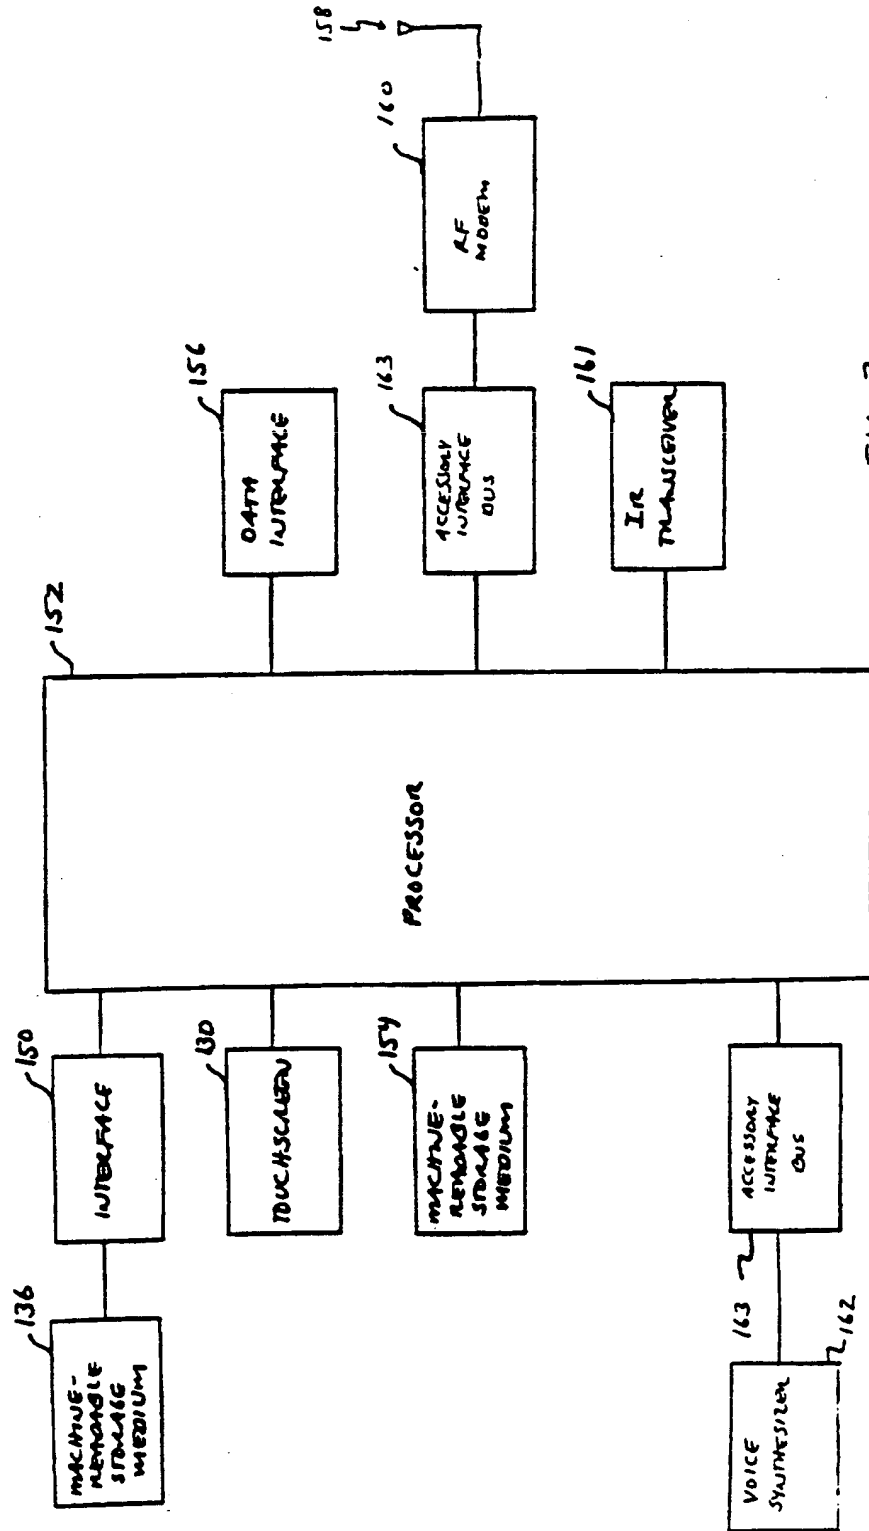 136
MACHINE-
READABLE
STORAGE
MEDIUM
150
INTERFACE
130
TOUCHSCREEN
154
MACHINE-
READABLE
STORAGE
MEDIUM
VOICE
SYNTHESIZER
162
163
ACCESSORY
INTERFACE
BUS
152
PROCESSOR
156
DATA
INTERFACE
163
ACCESSORY
INTERFACE
BUS
161
IR
TRANSCEIVER
160
RF
MODEM
158